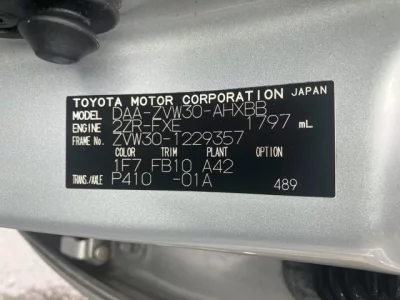 TOYOTA MOTOR CORPORATION JAPAN
MODEL DAA-ZVW30-AHXBB
ENGINE 2ZR-FXE 1797 mL
FRAME No. ZVW30-1229357
COLOR TRIM PLANT
1F7 FB10 A42
TRANS./AXLE P410 -01A
489